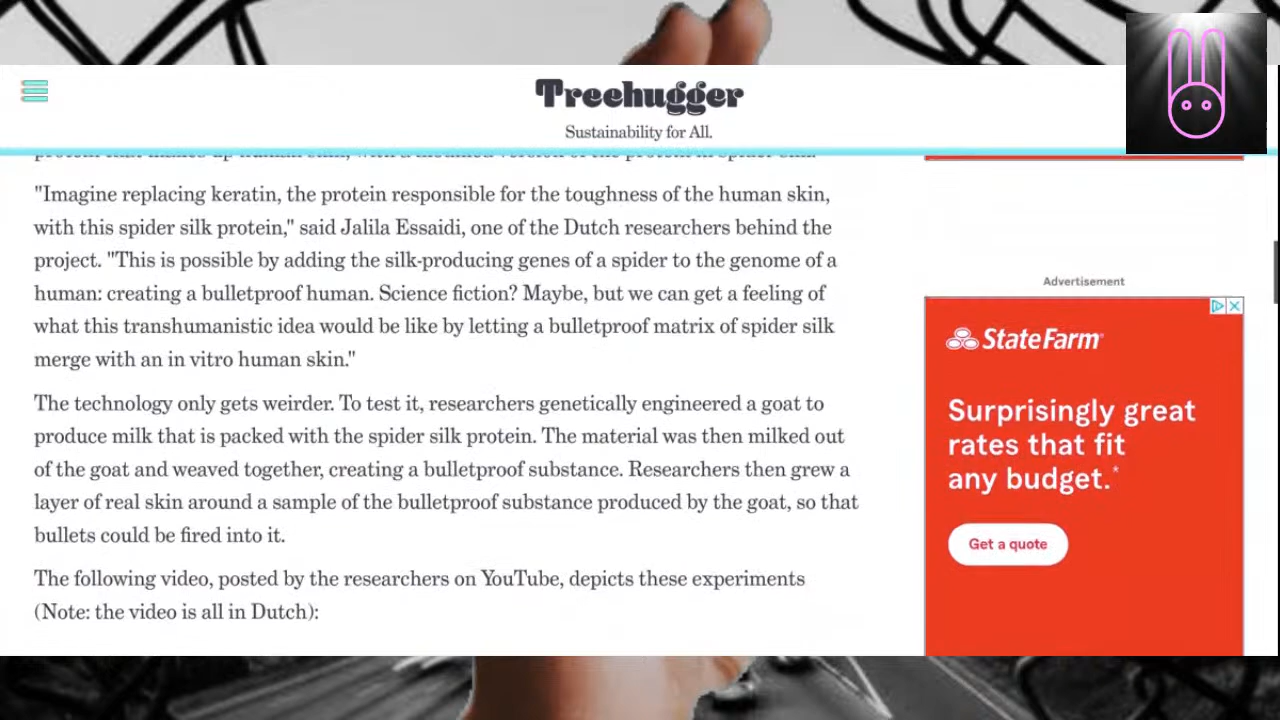 Treehugger
Sustainability for All.
protein that makes up human skin, with a modified version of the protein in spider silk.
"Imagine replacing keratin, the protein responsible for the toughness of the human skin,
with this spider silk protein," said Jalila Essaidi, one of the Dutch researchers behind the
project. "This is possible by adding the silk-producing genes of a spider to the genome of a
human: creating a bulletproof human. Science fiction? Maybe, but we can get a feeling of
what this transhumanistic idea would be like by letting a bulletproof matrix of spider silk
merge with an in vitro human skin."
The technology only gets weirder. To test it, researchers genetically engineered a goat to
produce milk that is packed with the spider silk protein. The material was then milked out
of the goat and weaved together, creating a bulletproof substance. Researchers then grew a
layer of real skin around a sample of the bulletproof substance produced by the goat, so that
bullets could be fired into it.
The following video, posted by the researchers on YouTube, depicts these experiments
(Note: the video is all in Dutch):
Advertisement
StateFarm®
Surprisingly great
rates that fit
any budget.*
Get a quote